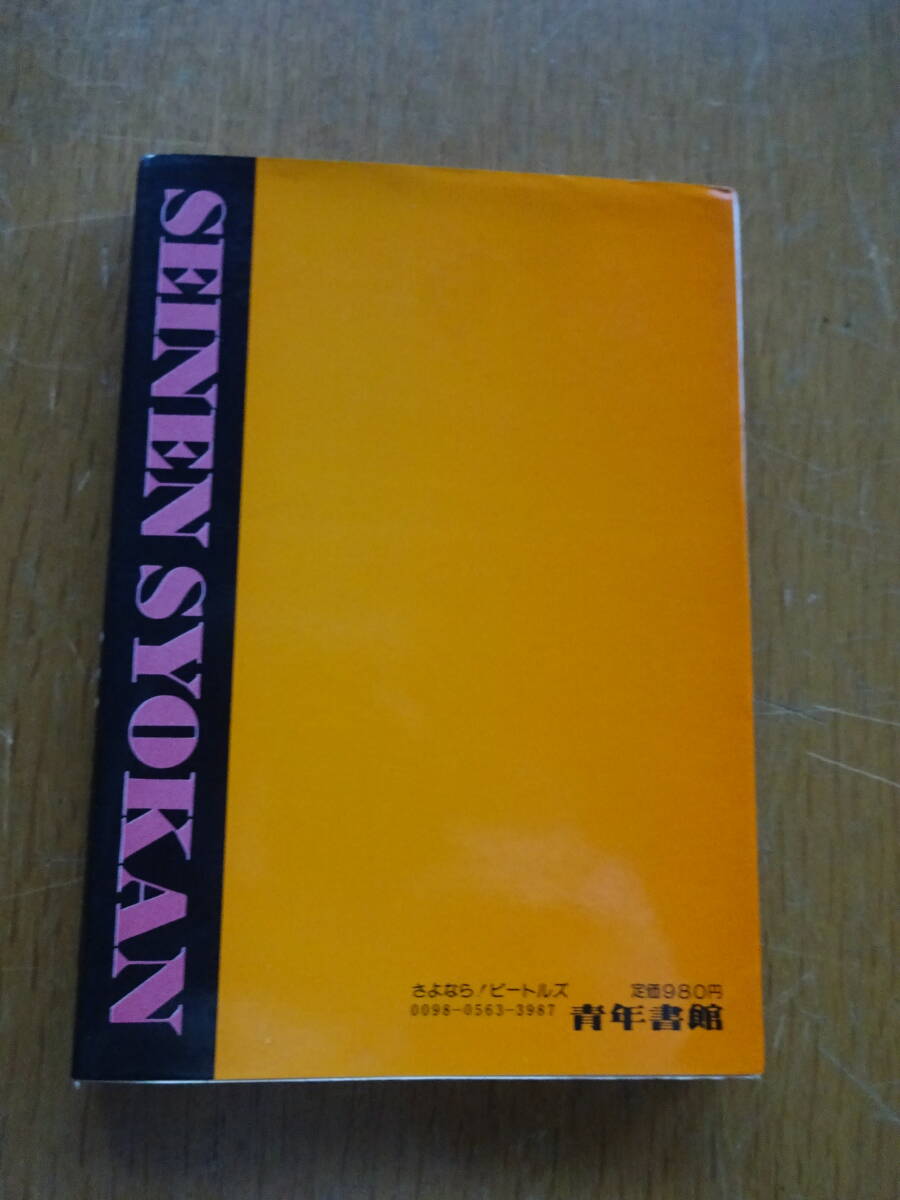 SEINEN SYOKAN
さよなら!ビートルズ 定価980円
0098-0563-3987 青年書館